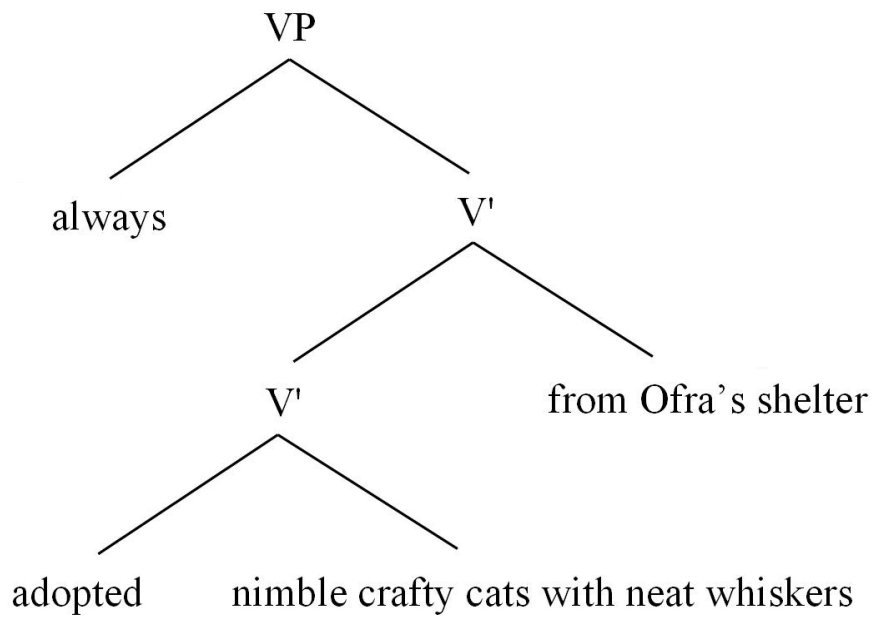 VP
always
V'
V'
from Ofra’s shelter
adopted
nimble crafty cats with neat whiskers